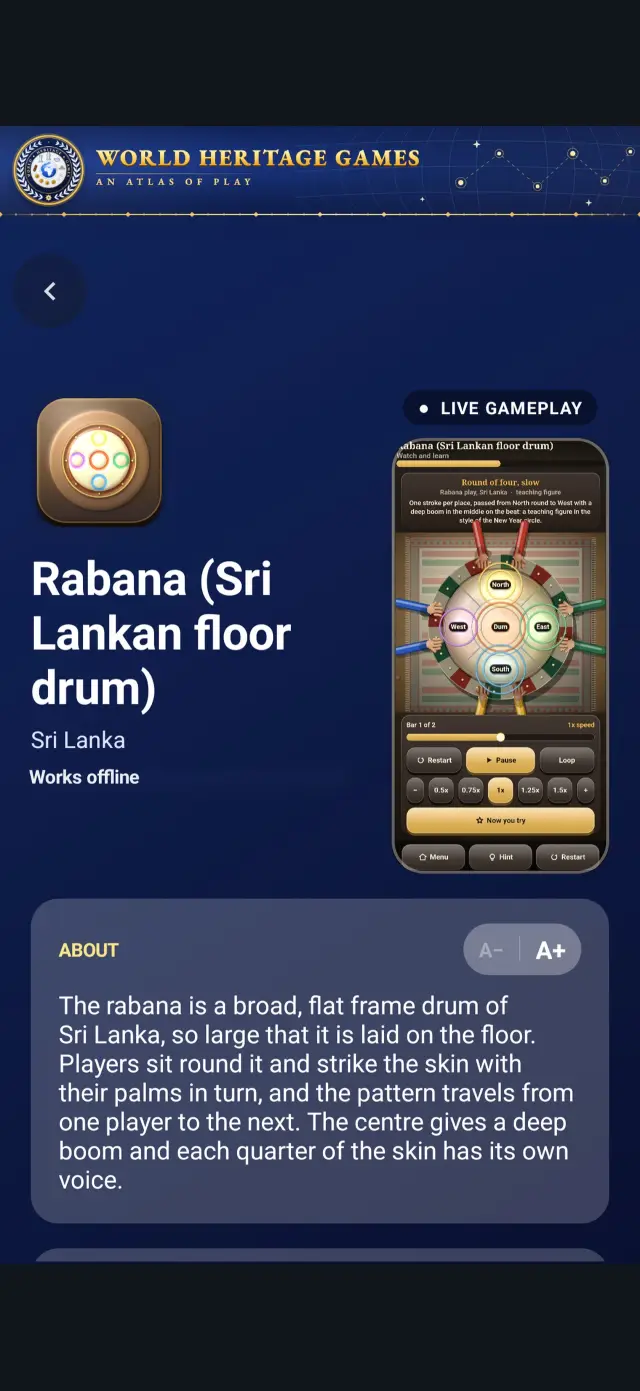 WORLD HERITAGE GAMES
AN ATLAS OF PLAY
LIVE GAMEPLAY
Rabana (Sri
Lankan floor
drum)
Sri Lanka
Works offline
abana (Sri Lankan floor drum)
Watch and learn
Round of four, slow
Rabana play, Sri Lanka · teaching figure
One stroke per place, passed from North round to West with a
deep boom in the middle on the beat: a teaching figure in the
style of the New Year circle.
North
West
Dum
East
South
Bar 1 of 2
1x speed
Restart
Pause
Loop
−
0.5x
0.75x
1x
1.25x
1.5x
+
Now you try
Menu
Hint
Restart
ABOUT
A−
A+
The rabana is a broad, flat frame drum of
Sri Lanka, so large that it is laid on the floor.
Players sit round it and strike the skin with
their palms in turn, and the pattern travels from
one player to the next. The centre gives a deep
boom and each quarter of the skin has its own
voice.